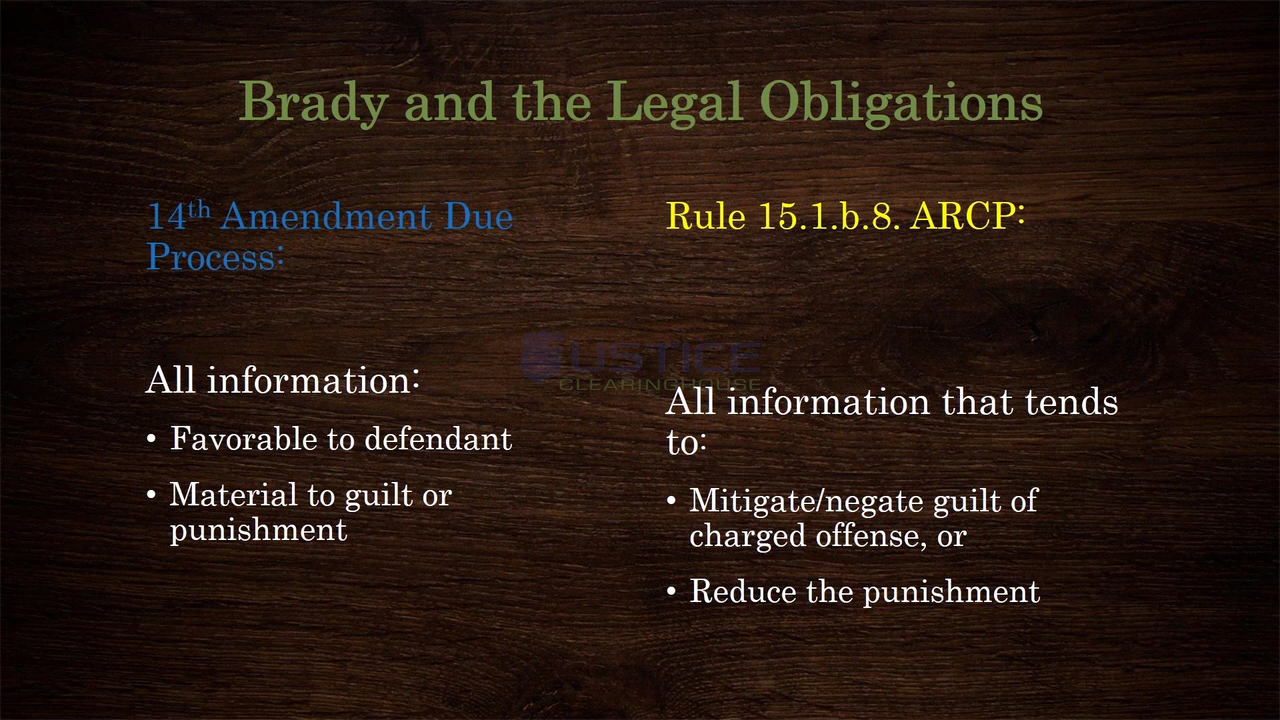 Brady and the Legal Obligations
14th Amendment Due
Process:
All information:
• Favorable to defendant
• Material to guilt or
punishment
Rule 15.1.b.8. ARCP:
All information that tends
to:
• Mitigate/negate guilt of
charged offense, or
• Reduce the punishment
USTICE
CLEARINGHOUSE